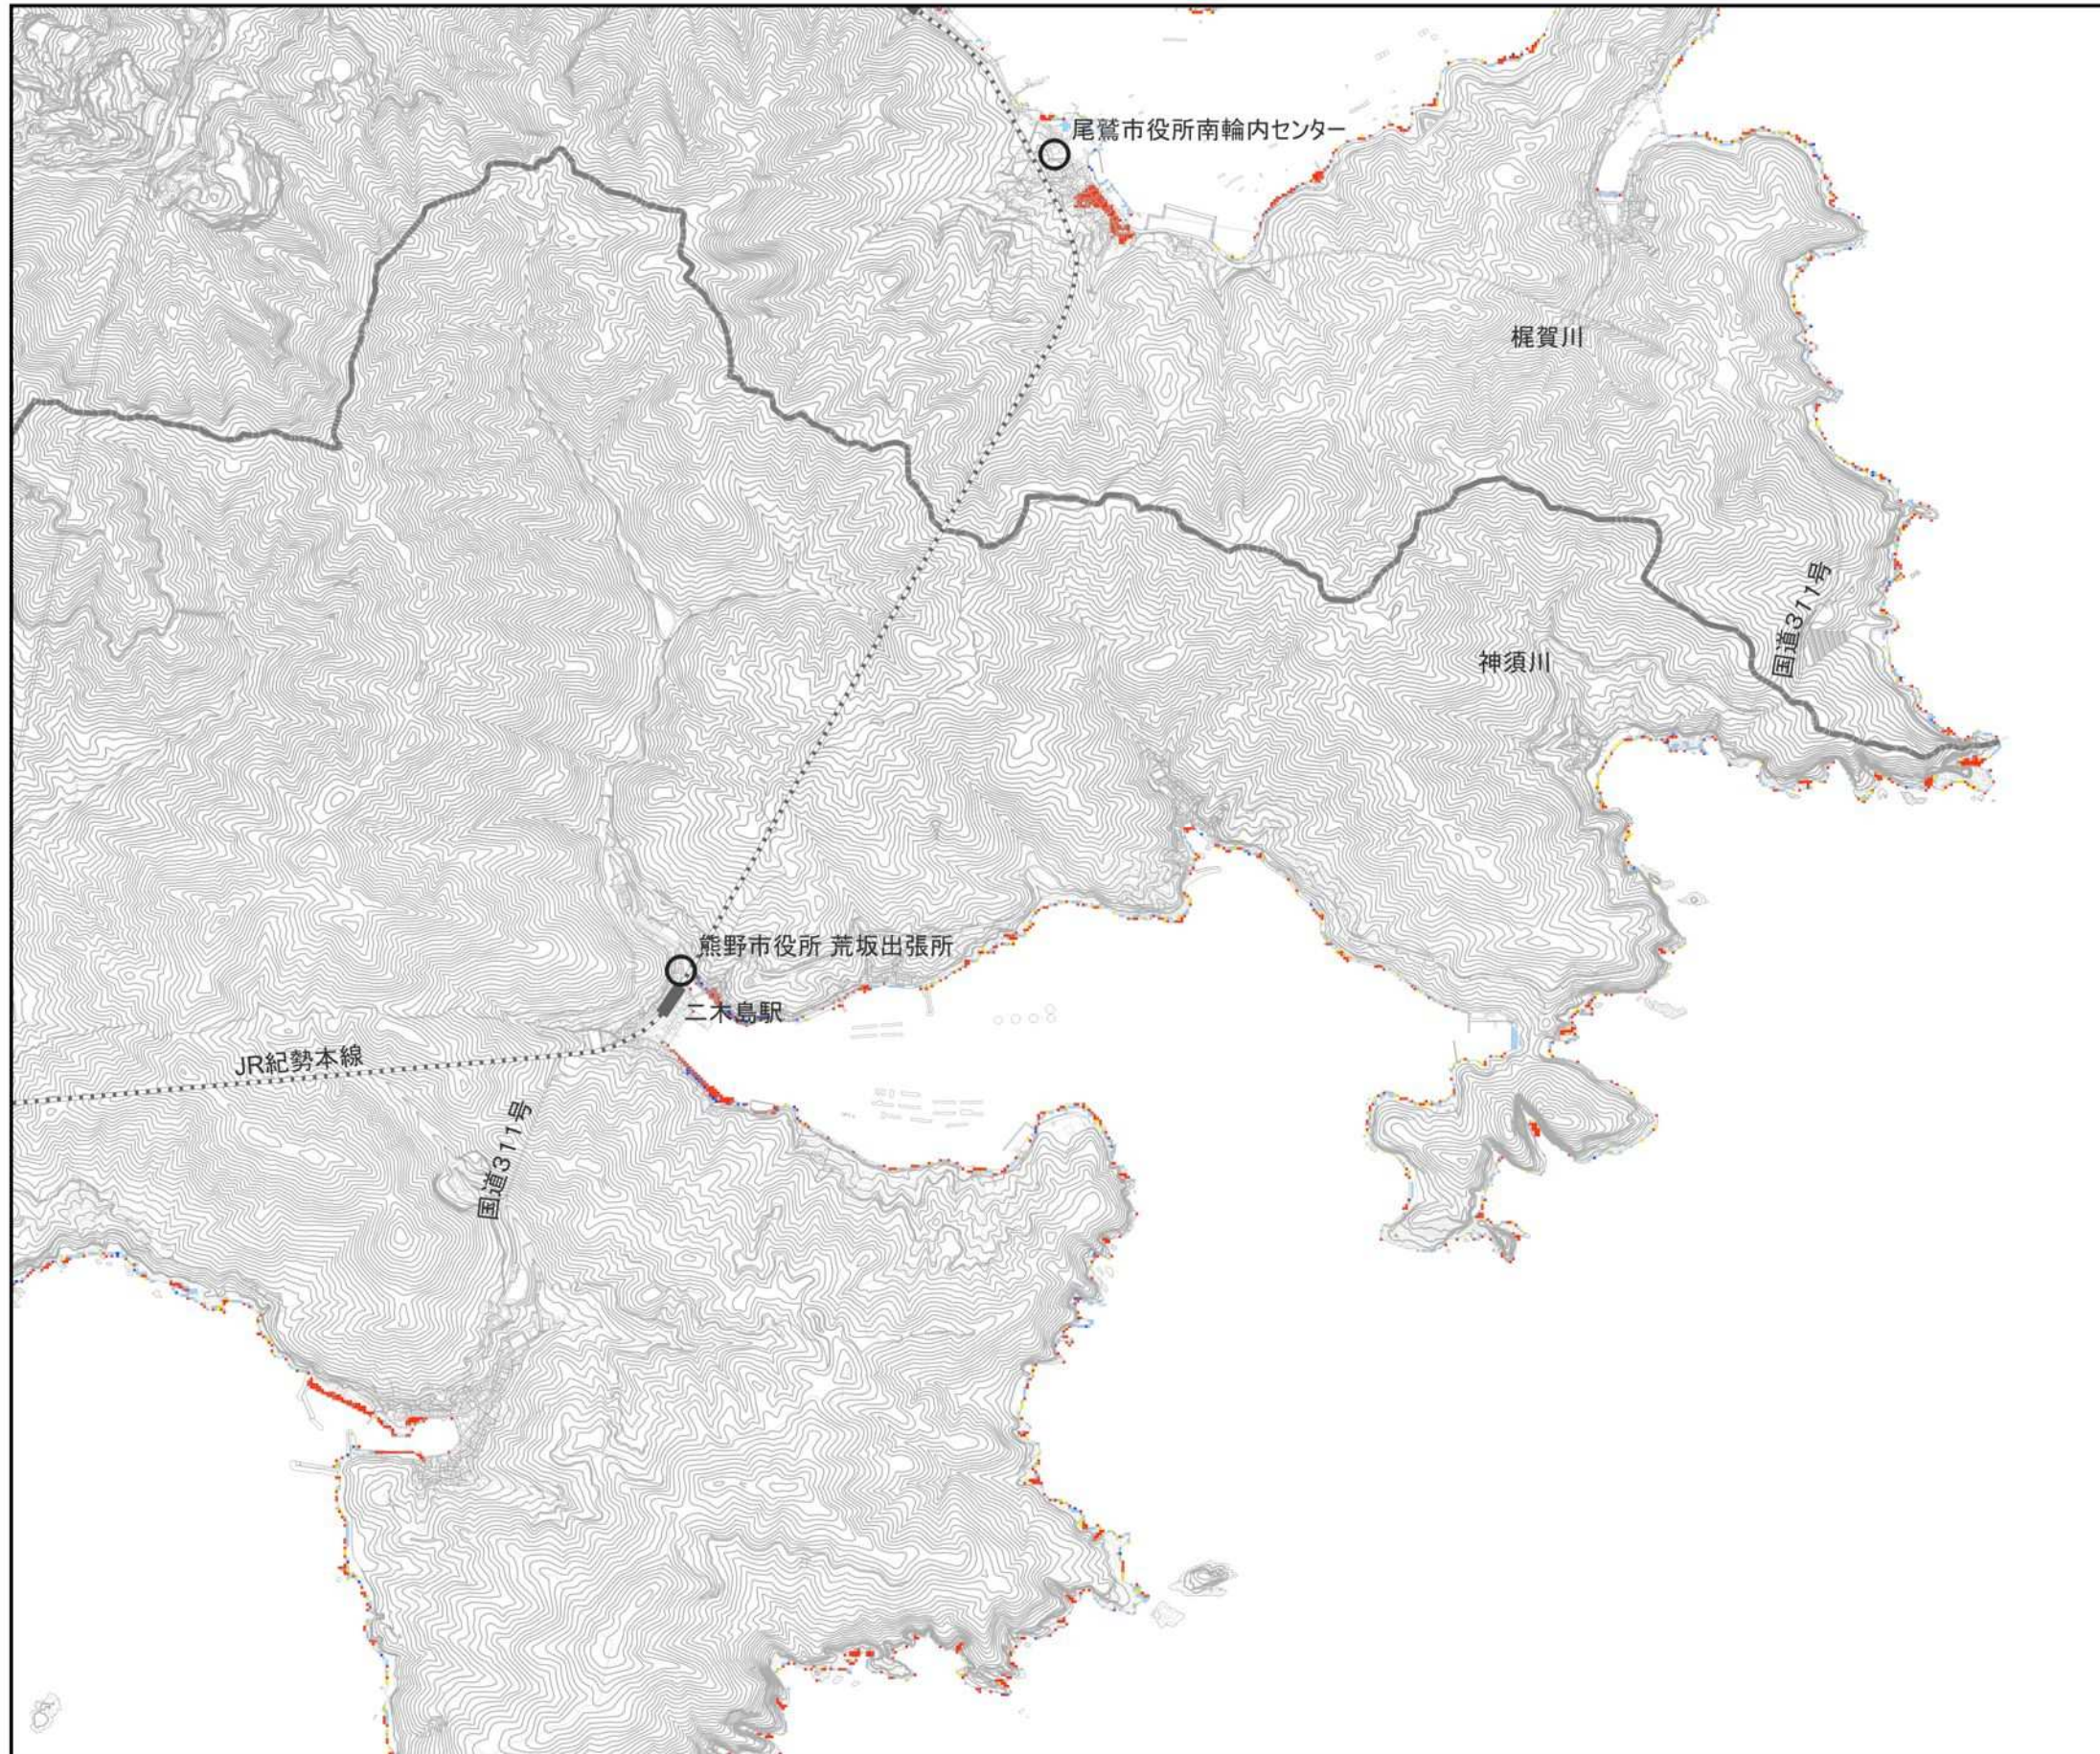 尾鷲市役所南輪内センター
梶賀川
国道311号
神須川
熊野市役所 荒坂出張所
二木島駅
JR紀勢本線
国道311号